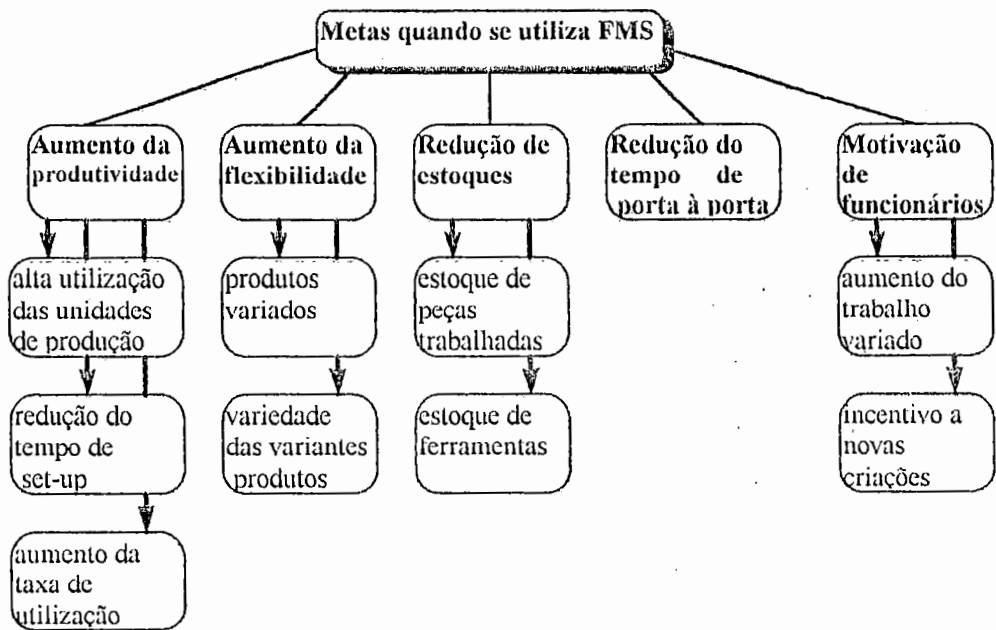 Metas quando se utiliza FMS
Aumento da
produtividade
Aumento da
flexibilidade
Redução de
estoques
Redução do
tempo de
porta à porta
Motivação
de
funcionários
alta utilização
das unidades
de produção
produtos
variados
estoque de
peças
trabalhadas
aumento do
trabalho
variado
redução do
tempo de
set-up
variedade
das variantes
produtos
estoque de
ferramentas
incentivo a
novas
criações
aumento da
taxa de
utilização